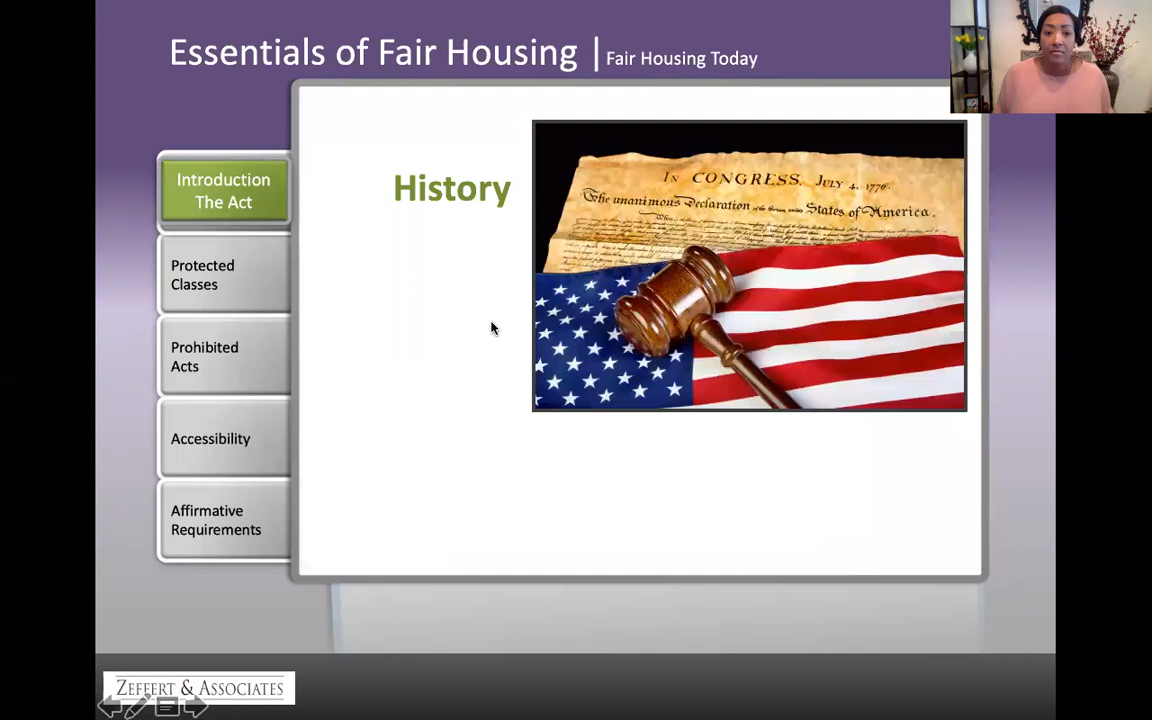 Essentials of Fair Housing | Fair Housing Today
Introduction
The Act
Protected
Classes
Prohibited
Acts
Accessibility
Affirmative
Requirements
History
IN CONGRESS, JULY 4, 1776.
The unanimous Declaration of the thirteen united States of America.
ZEFFERT & ASSOCIATES